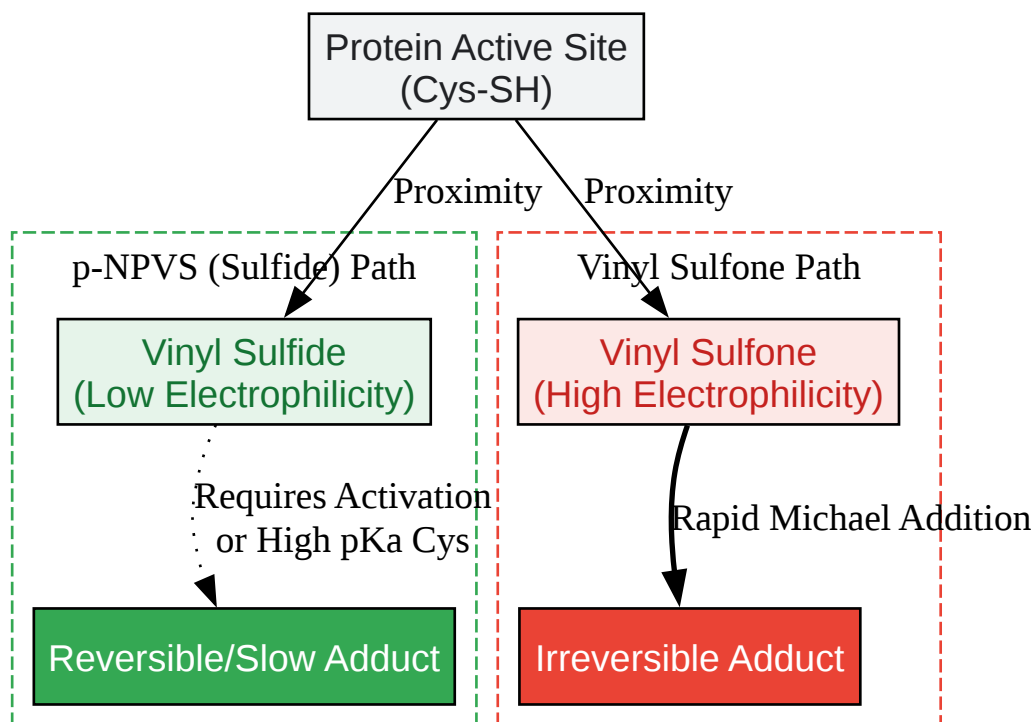 Protein Active Site
(Cys-SH)
Proximity
Proximity
p-NPVS (Sulfide) Path
Vinyl Sulfone Path
Vinyl Sulfide
(Low Electrophilicity)
Vinyl Sulfone
(High Electrophilicity)
Requires Activation
or High pKa Cys
Rapid Michael Addition
Reversible/Slow Adduct
Irreversible Adduct